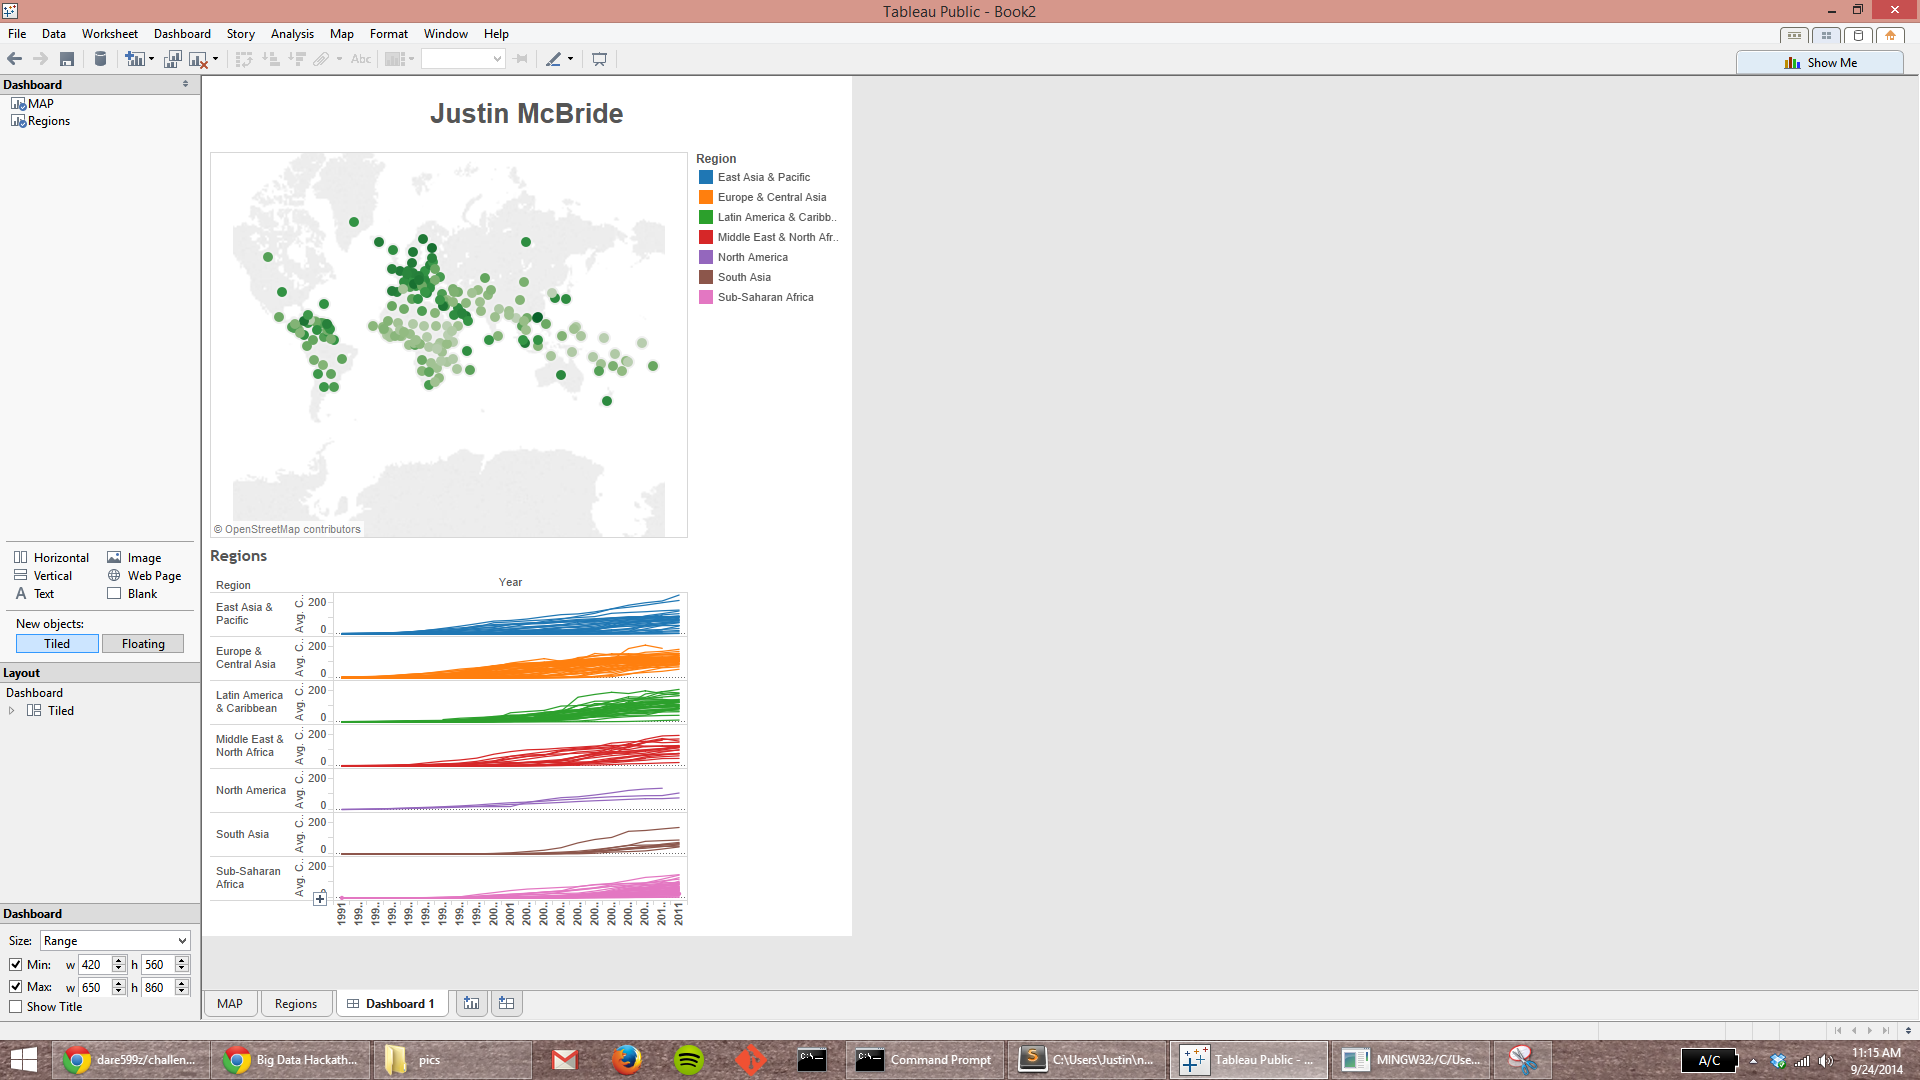 Tableau Public - Book2
File Data Worksheet Dashboard Story Analysis Map Format Window Help
Abc
Show Me
Dashboard
MAP
Regions
Horizontal Image
Vertical Web Page
A Text Blank
New objects:
Tiled Floating
Layout
Dashboard
Tiled
Dashboard
Size: Range
Min: w 420 h 560
Max: w 650 h 860
Show Title
Justin McBride
© OpenStreetMap contributors
Region
East Asia & Pacific
Europe & Central Asia
Latin America & Caribb..
Middle East & North Afr..
North America
South Asia
Sub-Saharan Africa
Regions
Year
Region
East Asia &
Pacific
Avg. C..
200
0
Europe &
Central Asia
Avg. C..
200
0
Latin America
& Caribbean
Avg. C..
200
0
Middle East &
North Africa
Avg. C..
200
0
North America
Avg. C..
200
0
South Asia
Avg. C..
200
0
Sub-Saharan
Africa
Avg. C..
200
1991 199.. 199.. 199.. 199.. 199.. 199.. 199.. 199.. 200.. 2001 200.. 200.. 200.. 200.. 200.. 200.. 200.. 200.. 201.. 2011
MAP Regions Dashboard 1
dare599z/challen... Big Data Hackath... pics Command Prompt C:\Users\Justin\n... Tableau Public - ... MINGW32:/C/Use...
A/C
11:15 AM
9/24/2014